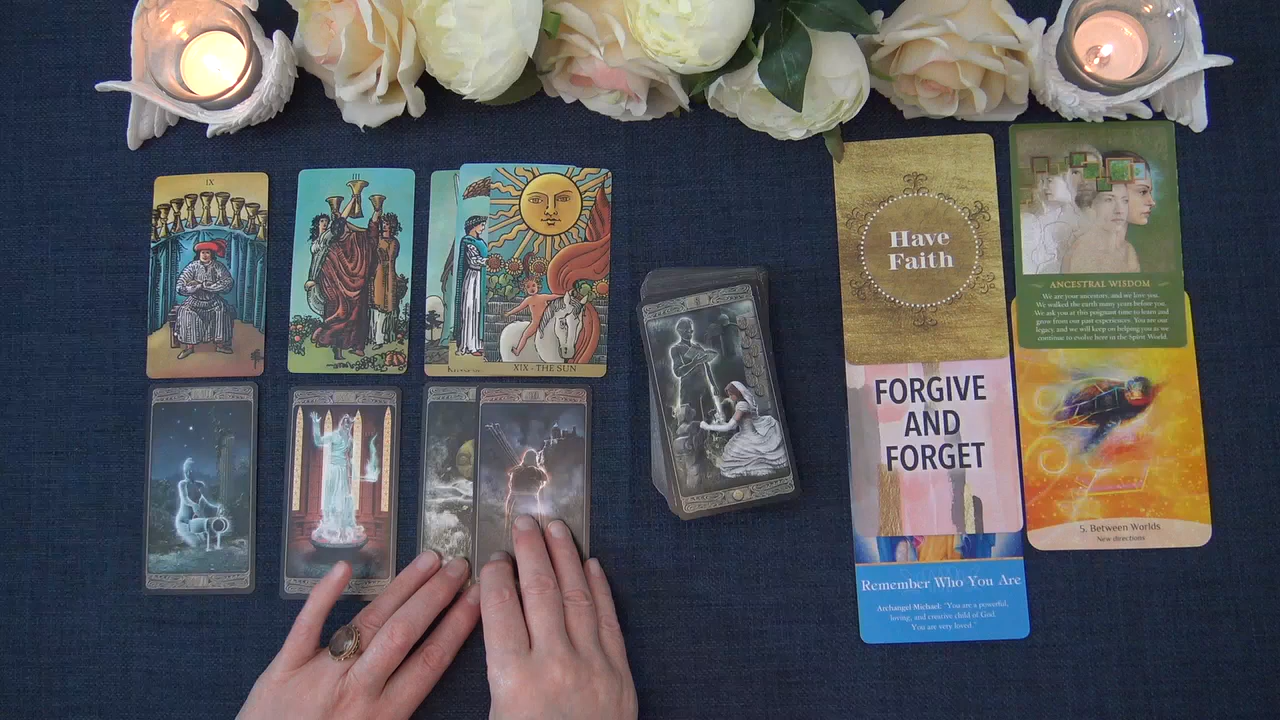 IX
III
XIX - THE SUN
Have
Faith
FORGIVE
AND
FORGET
Remember Who You Are
Archangel Michael: "You are a powerful,
loving, and creative child of God.
You are very loved."
ANCESTRAL WISDOM
We are your ancestors, and we love you.
We walked the earth many years before you.
We ask you at this poignant time to learn and
grow from our past experiences. You are our
legacy, and we will keep on helping you as we
continue to evolve here in the Spirit World.
5. Between Worlds
New directions